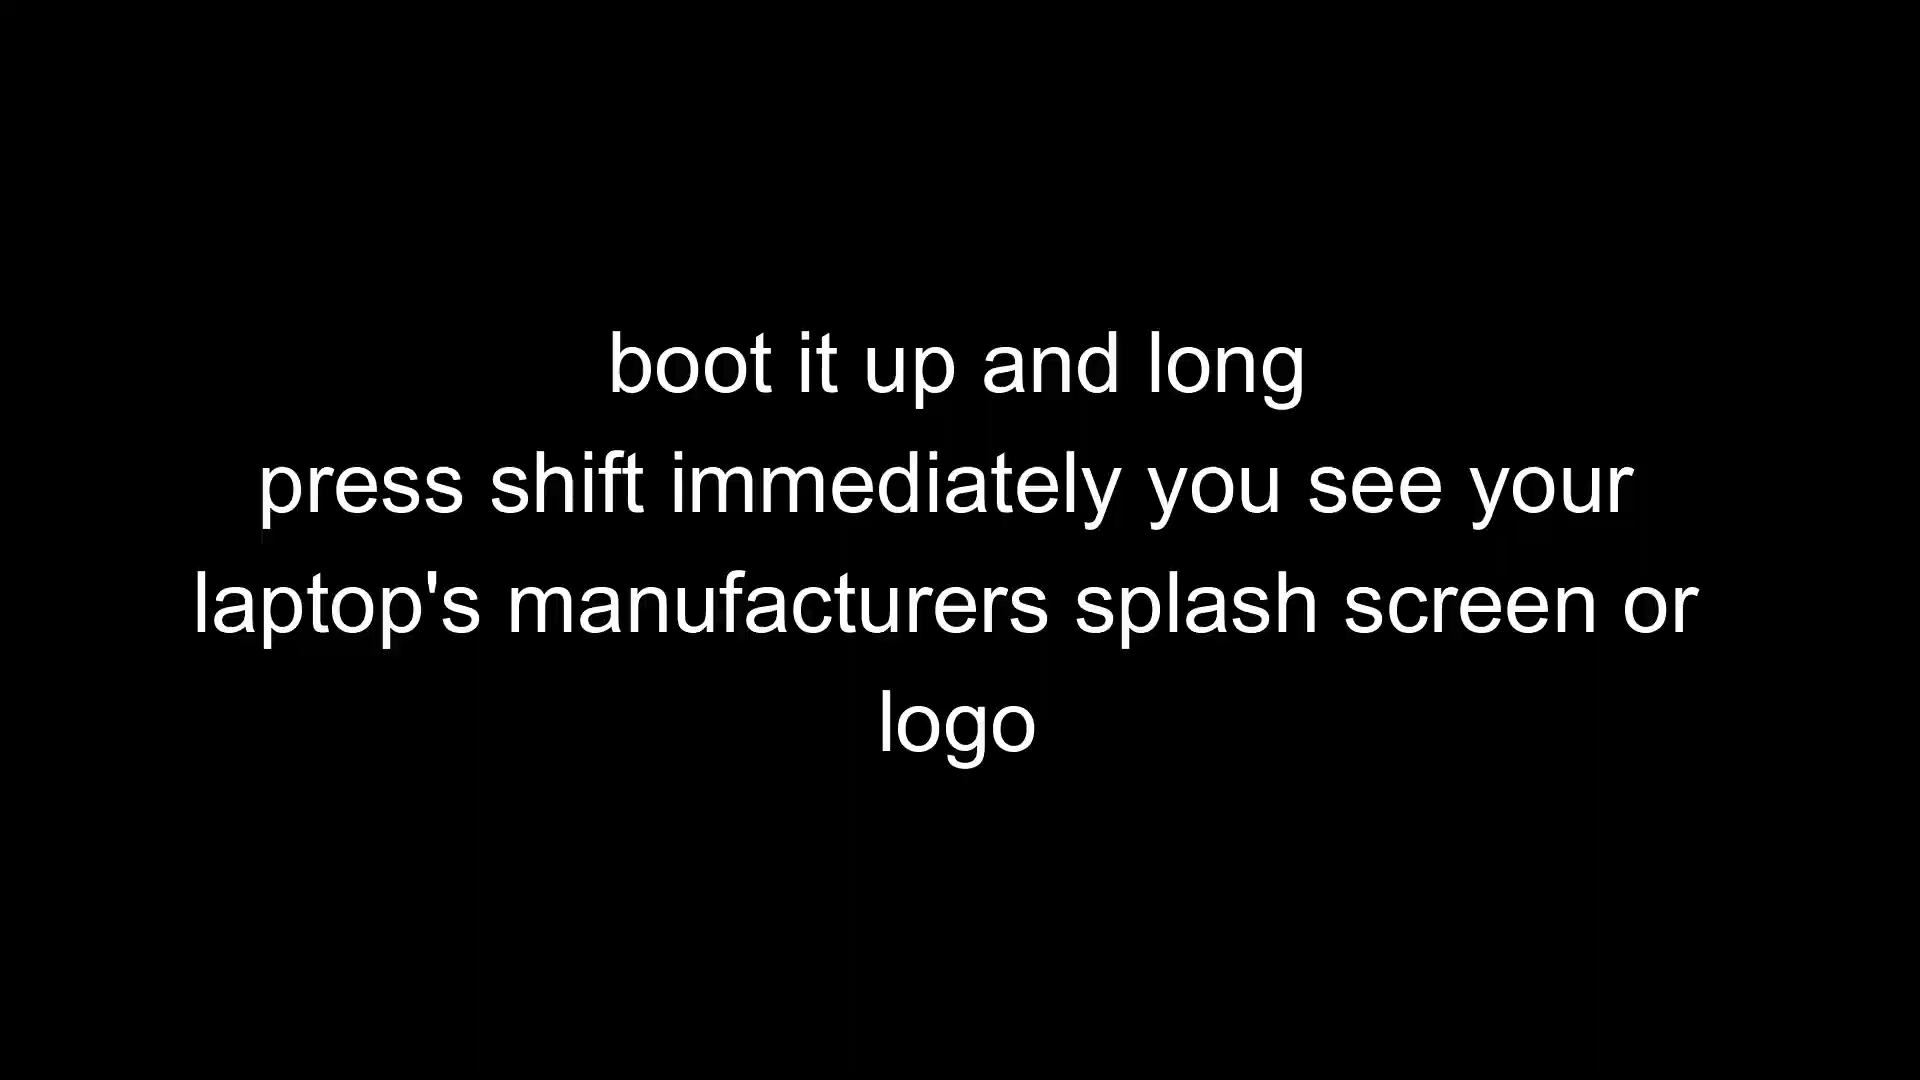 boot it up and long
press shift immediately you see your
laptop's manufacturers splash screen or
logo